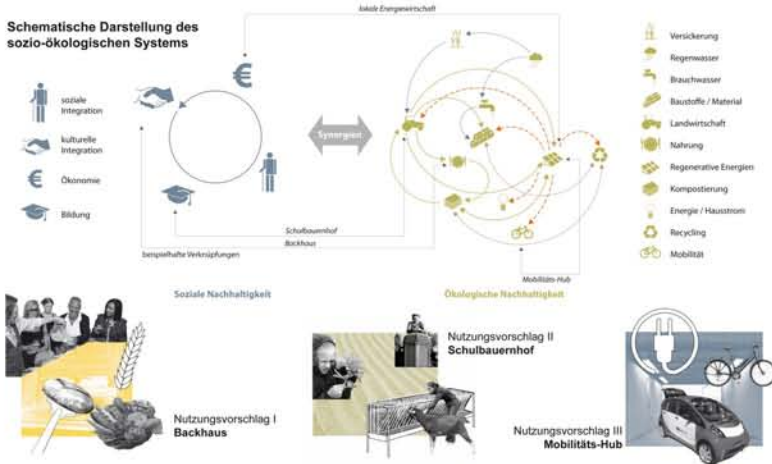 Schematische Darstellung des
sozio-ökologischen Systems
soziale
Integration
kulturelle
Integration
Ökonomie
Bildung
lokale Energiewirtschaft
Synergien
Schulbauernhof
Backhaus
beispielhafte Verknüpfungen
Mobilitäts-Hub
Versickerung
Regenwasser
Brauchwasser
Baustoffe / Material
Landwirtschaft
Nahrung
Regenerative Energien
Kompostierung
Energie / Hausstrom
Recycling
Mobilität
Soziale Nachhaltigkeit
Ökologische Nachhaltigkeit
Nutzungsvorschlag I
Backhaus
Nutzungsvorschlag II
Schulbauernhof
Nutzungsvorschlag III
Mobilitäts-Hub